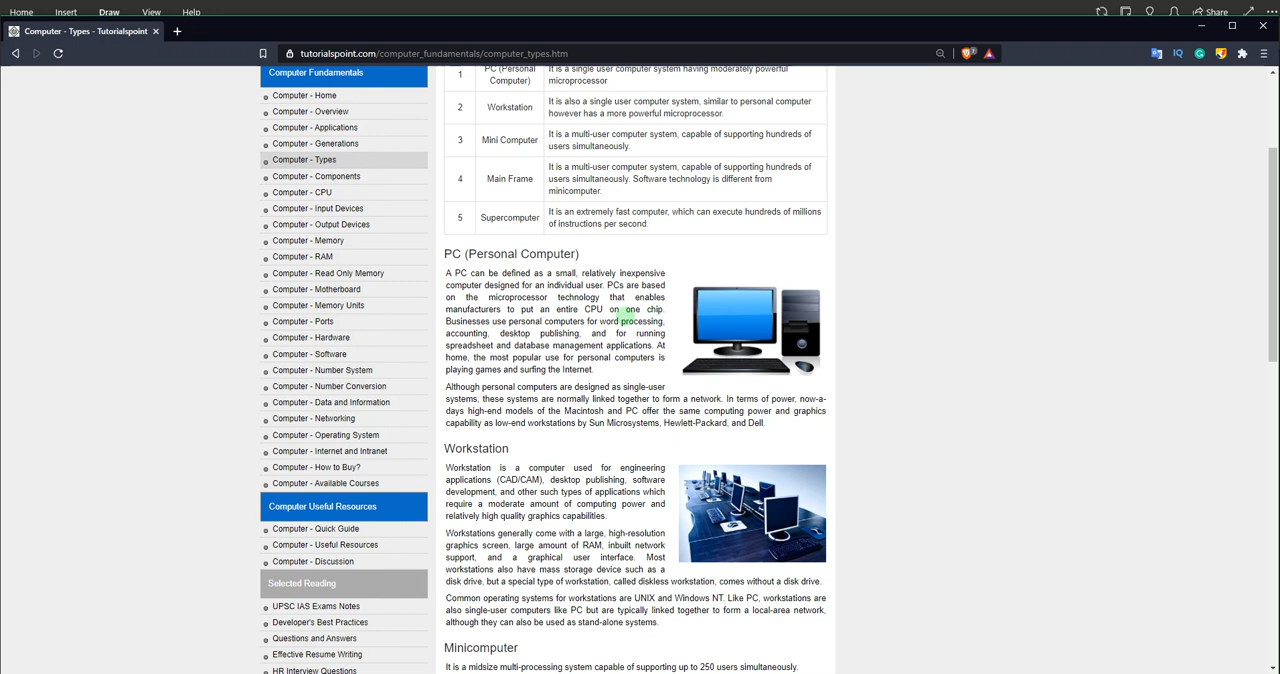 Home Insert Draw View Help Share
Computer - Types - Tutorialspoint
tutorialspoint.com/computer_fundamentals/computer_types.htm
Computer Fundamentals
Computer - Home
Computer - Overview
Computer - Applications
Computer - Generations
Computer - Types
Computer - Components
Computer - CPU
Computer - Input Devices
Computer - Output Devices
Computer - Memory
Computer - RAM
Computer - Read Only Memory
Computer - Motherboard
Computer - Memory Units
Computer - Ports
Computer - Hardware
Computer - Software
Computer - Number System
Computer - Number Conversion
Computer - Data and Information
Computer - Networking
Computer - Operating System
Computer - Internet and Intranet
Computer - How to Buy?
Computer - Available Courses
Computer Useful Resources
Computer - Quick Guide
Computer - Useful Resources
Computer - Discussion
Selected Reading
UPSC IAS Exams Notes
Developer's Best Practices
Questions and Answers
Effective Resume Writing
HR Interview Questions
1 PC (Personal Computer) It is a single user computer system having moderately powerful
microprocessor
2 Workstation It is also a single user computer system, similar to personal computer
however has a more powerful microprocessor.
3 Mini Computer It is a multi-user computer system, capable of supporting hundreds of
users simultaneously.
4 Main Frame It is a multi-user computer system, capable of supporting hundreds of
users simultaneously. Software technology is different from
minicomputer.
5 Supercomputer It is an extremely fast computer, which can execute hundreds of millions
of instructions per second.
PC (Personal Computer)
A PC can be defined as a small, relatively inexpensive
computer designed for an individual user. PCs are based
on the microprocessor technology that enables
manufacturers to put an entire CPU on one chip.
Businesses use personal computers for word processing,
accounting, desktop publishing, and for running
spreadsheet and database management applications. At
home, the most popular use for personal computers is
playing games and surfing the Internet.
Although personal computers are designed as single-user
systems, these systems are normally linked together to form a network. In terms of power, now-a-
days high-end models of the Macintosh and PC offer the same computing power and graphics
capability as low-end workstations by Sun Microsystems, Hewlett-Packard, and Dell.
Workstation
Workstation is a computer used for engineering
applications (CAD/CAM), desktop publishing, software
development, and other such types of applications which
require a moderate amount of computing power and
relatively high quality graphics capabilities.
Workstations generally come with a large, high-resolution
graphics screen, large amount of RAM, inbuilt network
support, and a graphical user interface. Most
workstations also have mass storage device such as a
disk drive, but a special type of workstation, called diskless workstation, comes without a disk drive.
Common operating systems for workstations are UNIX and Windows NT. Like PC, workstations are
also single-user computers like PC but are typically linked together to form a local-area network,
although they can also be used as stand-alone systems.
Minicomputer
It is a midsize multi-processing system capable of supporting up to 250 users simultaneously.